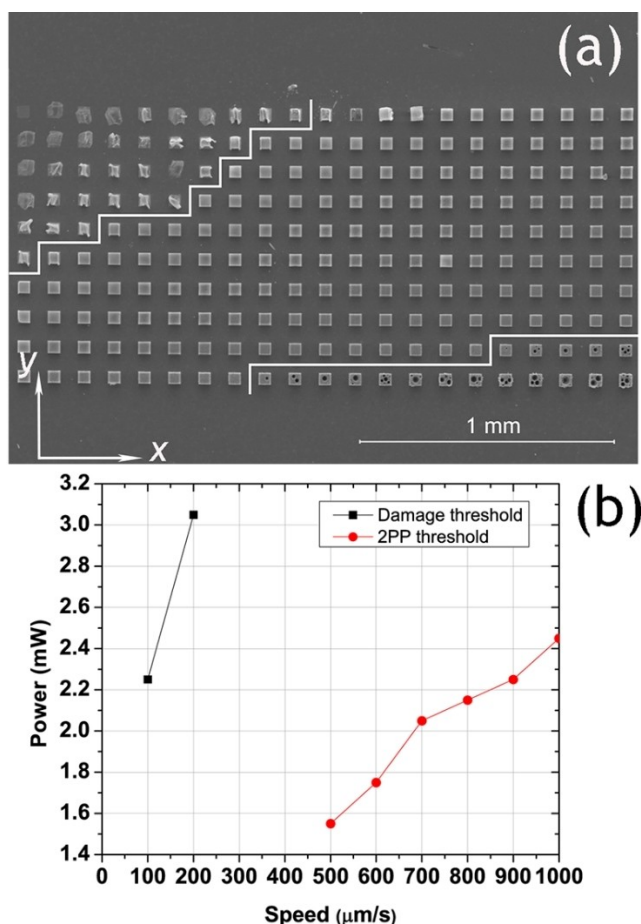 (a)
y
x
1 mm
(b)
3.2
3.0
2.8
2.6
2.4
2.2
2.0
1.8
1.6
1.4
Power (mW)
Damage threshold
2PP threshold
0 100 200 300 400 500 600 700 800 900 1000
Speed (μm/s)